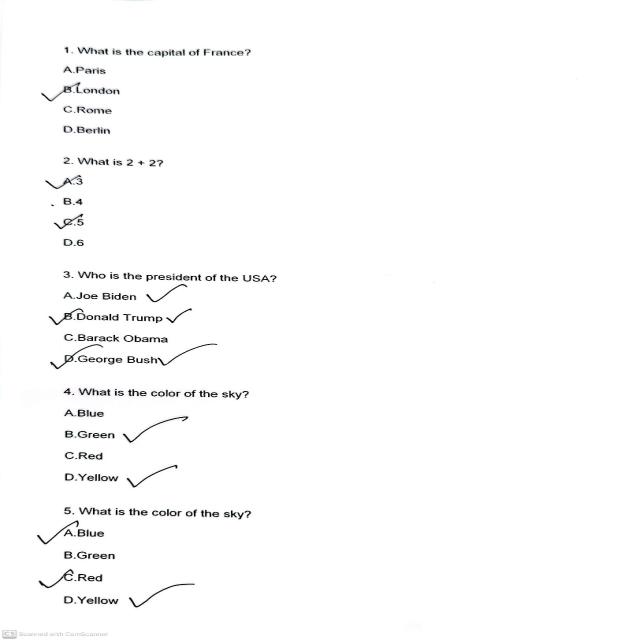 1. What is the capital of France?
A.Paris
B.London
C.Rome
D.Berlin
2. What is 2 + 2?
A.3
B.4
C.5
D.6
3. Who is the president of the USA?
A.Joe Biden
B.Donald Trump
C.Barack Obama
D.George Bush
4. What is the color of the sky?
A.Blue
B.Green
C.Red
D.Yellow
5. What is the color of the sky?
A.Blue
B.Green
C.Red
D.Yellow
CS Scanned with CamScanner